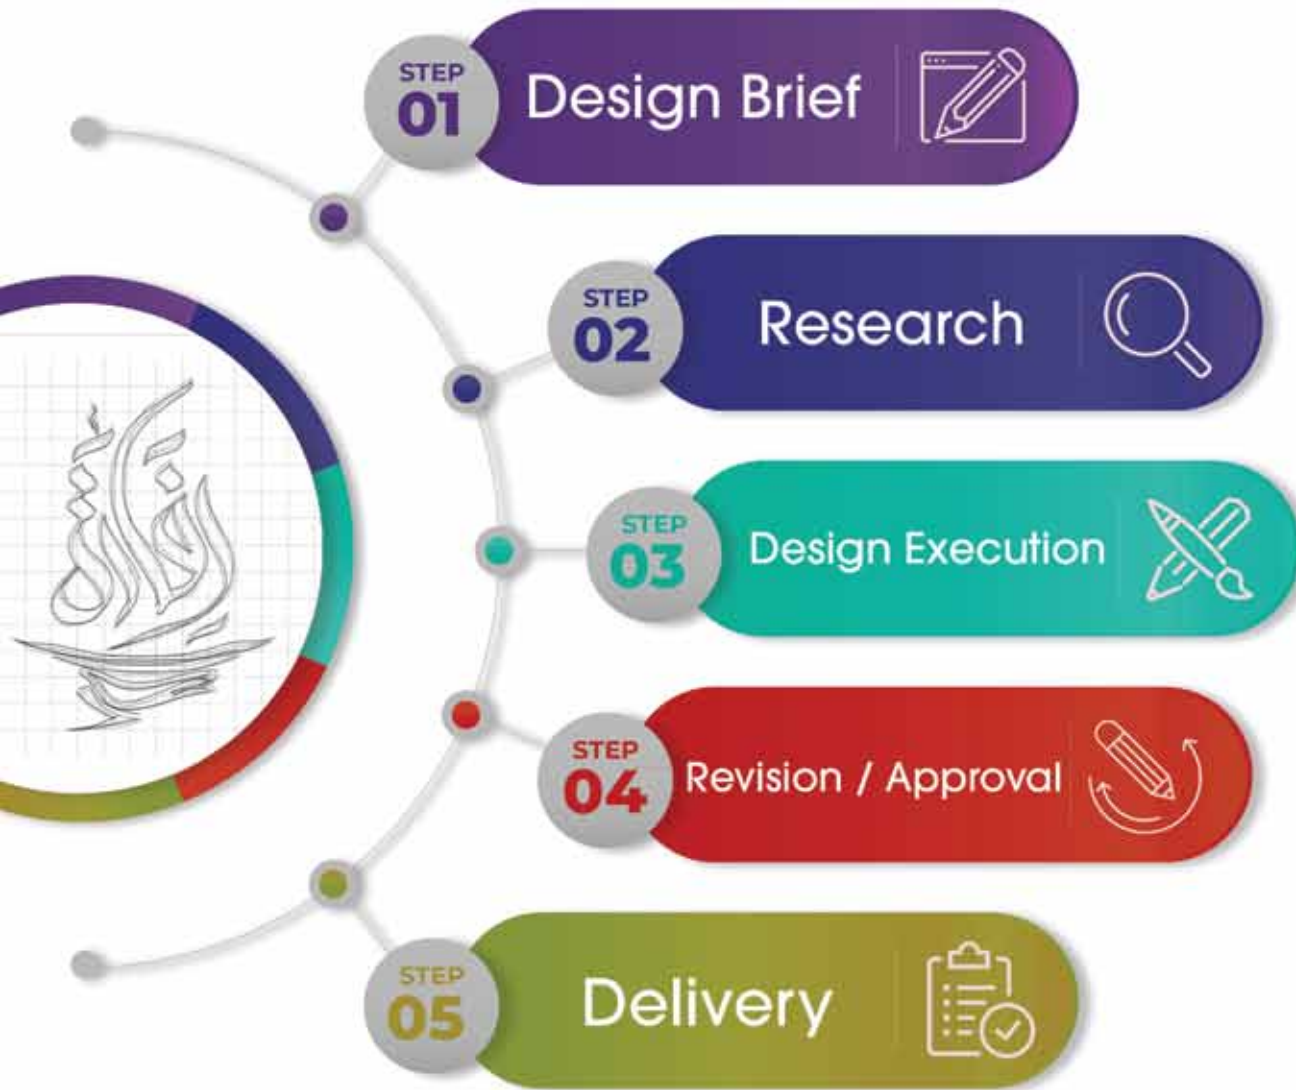 STEP
01
Design Brief
STEP
02
Research
STEP
03
Design Execution
STEP
04
Revision / Approval
STEP
05
Delivery